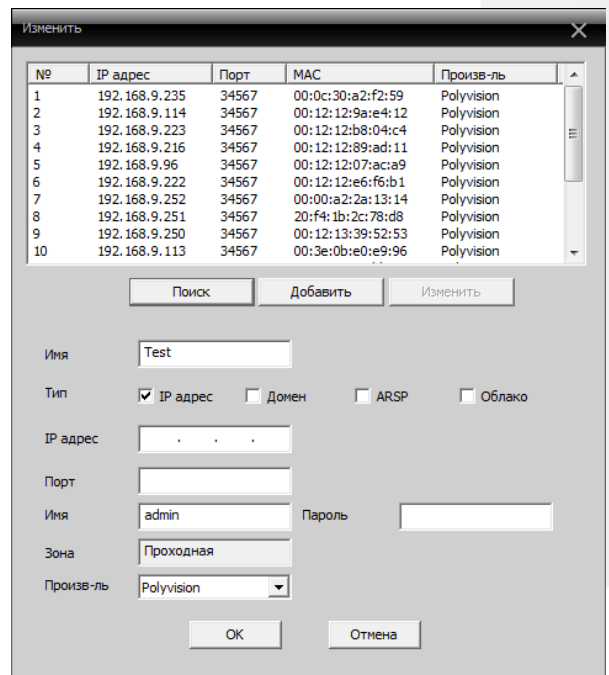 Изменить
№ IP адрес Порт MAC Произв-ль
1 192.168.9.235 34567 00:0c:30:a2:f2:59 Polyvision
2 192.168.9.114 34567 00:12:12:9a:e4:12 Polyvision
3 192.168.9.223 34567 00:12:12:b8:04:c4 Polyvision
4 192.168.9.216 34567 00:12:12:89:ad:11 Polyvision
5 192.168.9.96 34567 00:12:12:07:ac:a9 Polyvision
6 192.168.9.222 34567 00:12:12:e6:f6:b1 Polyvision
7 192.168.9.252 34567 00:00:a2:2a:13:14 Polyvision
8 192.168.9.251 34567 20:f4:1b:2c:78:d8 Polyvision
9 192.168.9.250 34567 00:12:13:39:52:53 Polyvision
10 192.168.9.113 34567 00:3e:0b:e0:e9:96 Polyvision
Поиск Добавить Изменить
Имя Test
Тип IP адрес Домен ARSP Облако
IP адрес . . .
Порт
Имя admin Пароль
Зона Проходная
Произв-ль Polyvision
OK Отмена